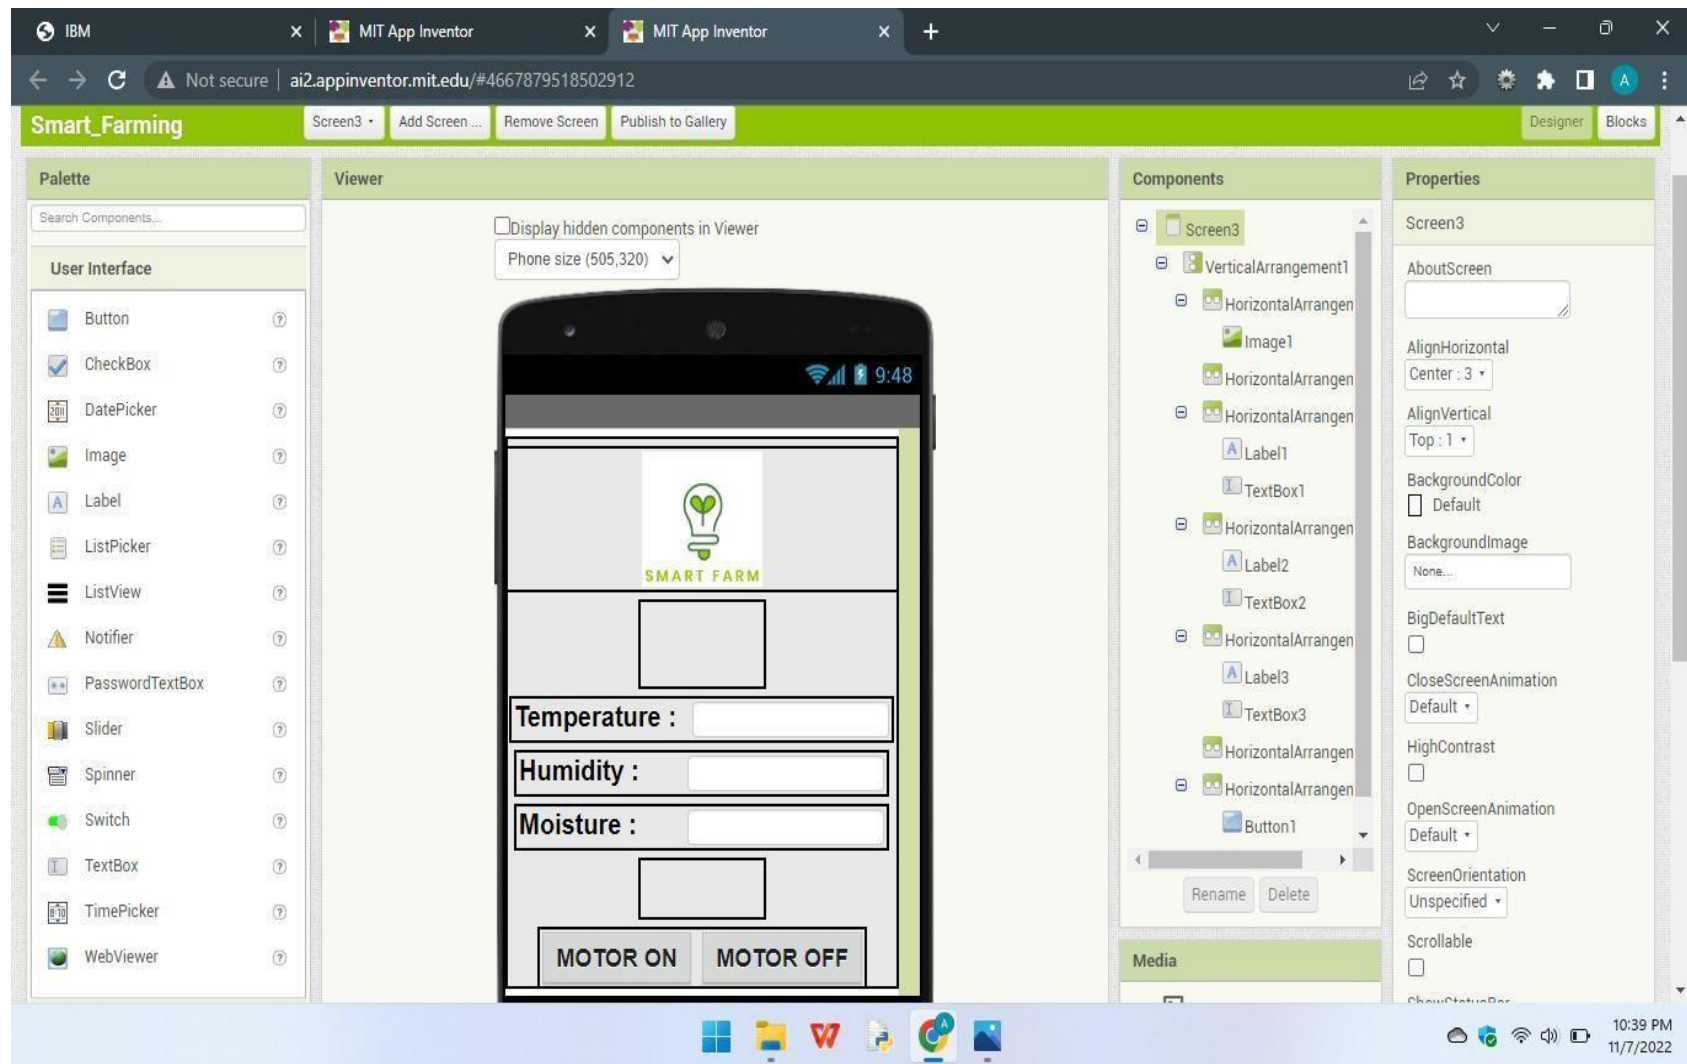 IBM
MIT App Inventor
MIT App Inventor
Not secure
ai2.appinventor.mit.edu/#4667879518502912
A
Smart_Farming
Screen3
Add Screen ...
Remove Screen
Publish to Gallery
Designer
Blocks
Palette
Search Components...
User Interface
Button
CheckBox
DatePicker
Image
Label
ListPicker
ListView
Notifier
PasswordTextBox
Slider
Spinner
Switch
TextBox
TimePicker
WebViewer
Viewer
Display hidden components in Viewer
Phone size (505,320)
9:48
SMART FARM
Temperature :
Humidity :
Moisture :
MOTOR ON
MOTOR OFF
Components
Screen3
VerticalArrangement1
HorizontalArrangen
Image1
HorizontalArrangen
HorizontalArrangen
Label1
TextBox1
HorizontalArrangen
Label2
TextBox2
HorizontalArrangen
Label3
TextBox3
HorizontalArrangen
HorizontalArrangen
Button1
Rename
Delete
Media
Properties
Screen3
AboutScreen
AlignHorizontal
Center : 3
AlignVertical
Top : 1
BackgroundColor
Default
BackgroundImage
None...
BigDefaultText
CloseScreenAnimation
Default
HighContrast
OpenScreenAnimation
Default
ScreenOrientation
Unspecified
Scrollable
ShowStatusBar
10:39 PM
11/7/2022